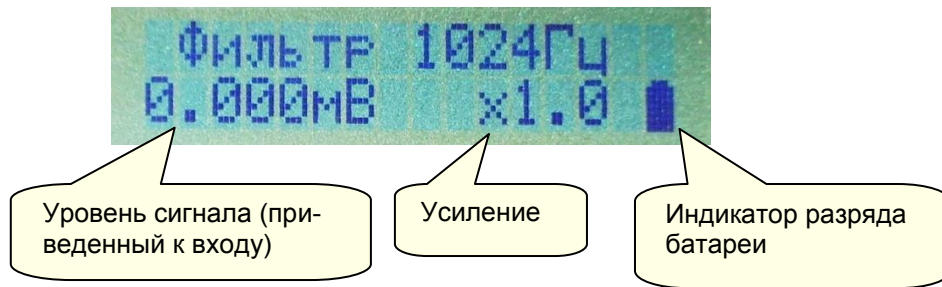 Фильтр 1024Гц
0.000мВ x1.0
Уровень сигнала (при-
веденный к входу)
Усиление
Индикатор разряда
батареи